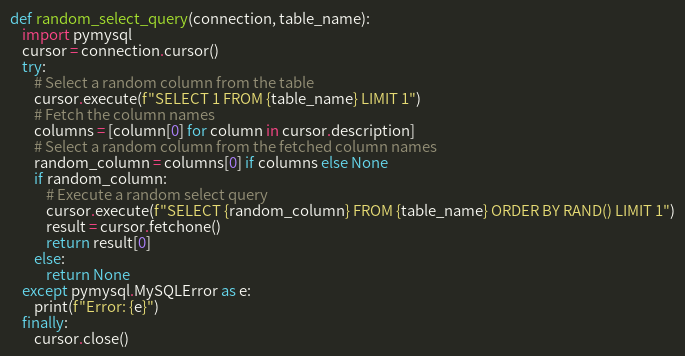 def random_select_query(connection, table_name):
    import pymysql
    cursor = connection.cursor()
    try:
        # Select a random column from the table
        cursor.execute(f"SELECT 1 FROM {table_name} LIMIT 1")
        # Fetch the column names
        columns = [column[0] for column in cursor.description]
        # Select a random column from the fetched column names
        random_column = columns[0] if columns else None
        if random_column:
            # Execute a random select query
            cursor.execute(f"SELECT {random_column} FROM {table_name} ORDER BY RAND() LIMIT 1")
            result = cursor.fetchone()
            return result[0]
        else:
            return None
    except pymysql.MySQLError as e:
        print(f"Error: {e}")
    finally:
        cursor.close()